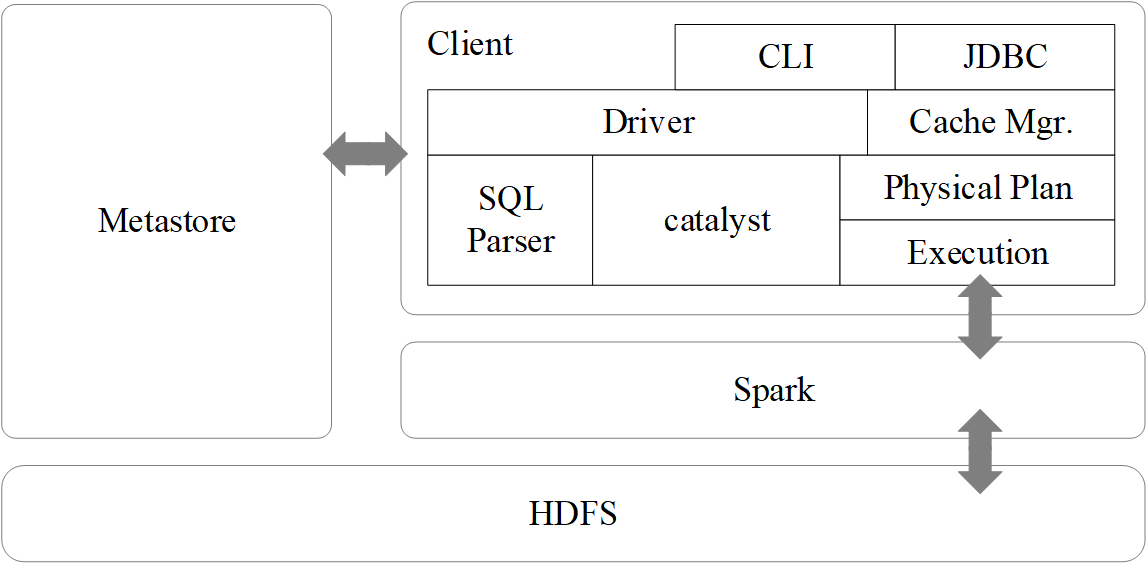 Client
CLI
JDBC
Driver
Cache Mgr.
Metastore
SQL
Parser
catalyst
Physical Plan
Execution
Spark
HDFS